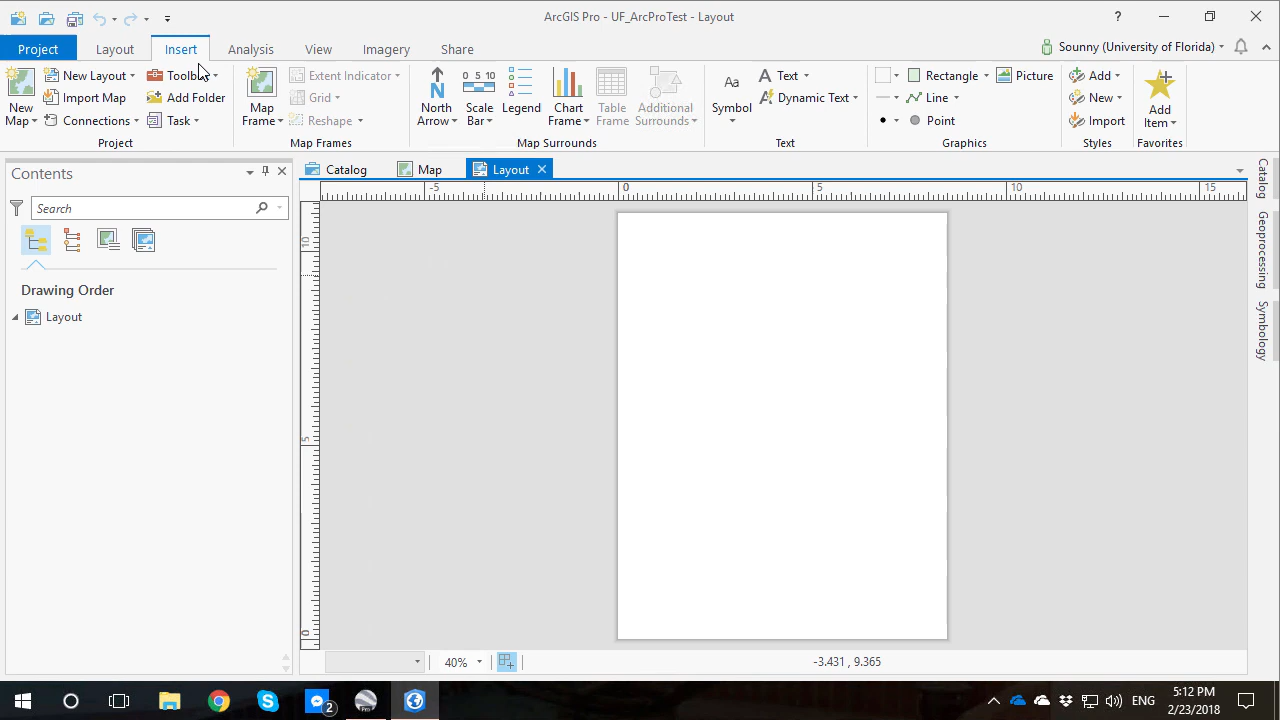 ArcGIS Pro - UF_ArcProTest - Layout
?
Project Layout Insert Analysis View Imagery Share
Sounny (University of Florida)
New Map
New Layout
Import Map
Connections
Add Folder
Task
Project
Map Frame
Extent Indicator
Grid
Reshape
Map Frames
North Arrow
0 5 10
Scale Bar
Legend
Chart Frame
Table Frame
Additional Surrounds
Map Surrounds
Aa
Symbol
A Text
A Dynamic Text
Text
Rectangle
Picture
Line
Point
Graphics
Add
New
Import
Styles
Add Item
Favorites
Contents
Search
Drawing Order
Layout
Catalog Map Layout
-5 0 5 10 15
10
5
0
Catalog
Geoprocessing
Symbology
40%
-3.431 , 9.365
2
Pro
ENG
5:12 PM
2/23/2018